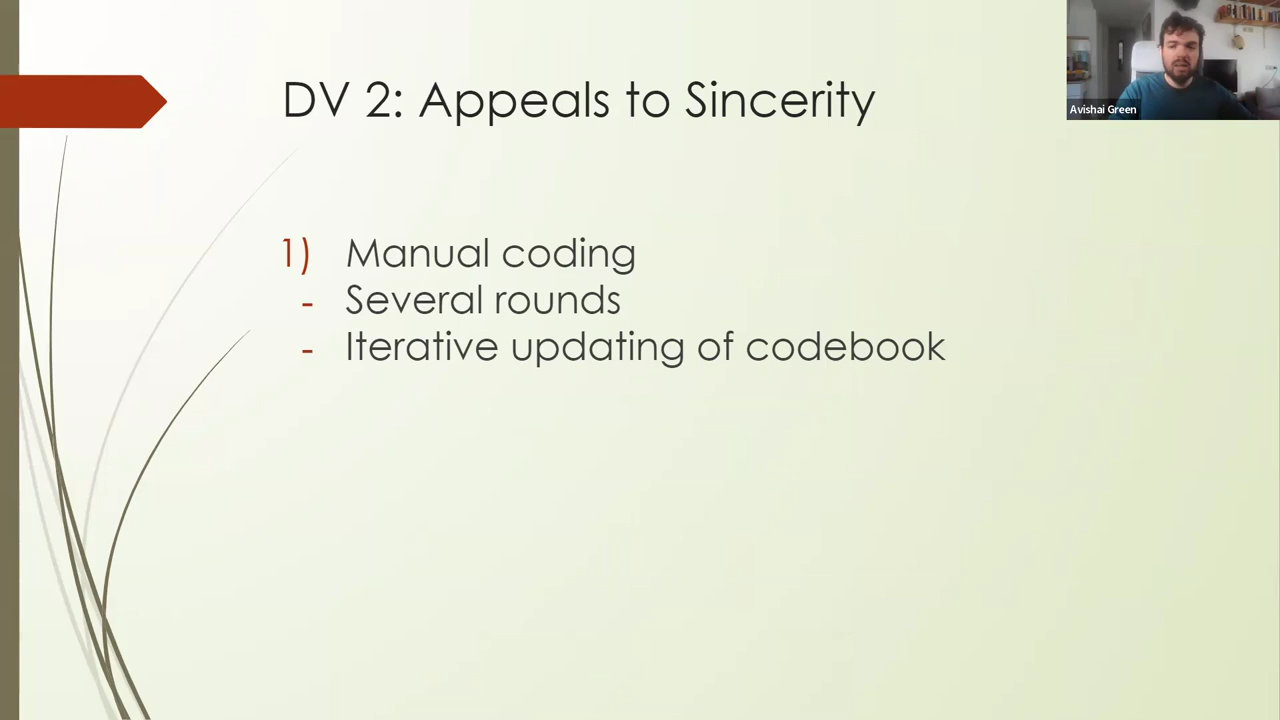 DV 2: Appeals to Sincerity
Avishai Green
1) Manual coding
- Several rounds
- Iterative updating of codebook